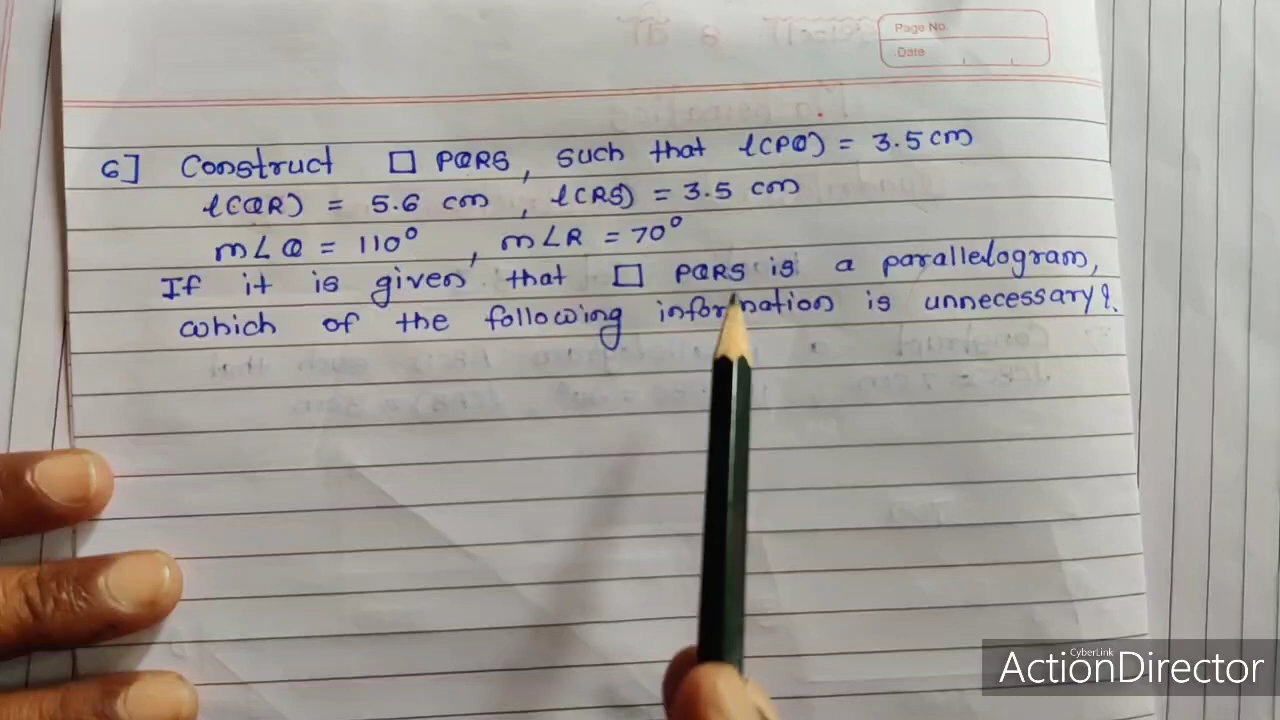 Page No.
Date
6] Construct □ PQRS, such that l(PQ) = 3.5 cm
l(QR) = 5.6 cm, l(RS) = 3.5 cm
m∠Q = 110°, m∠R = 70°
If it is given that □ PQRS is a parallelogram,
which of the following information is unnecessary?
CyberLink
ActionDirector